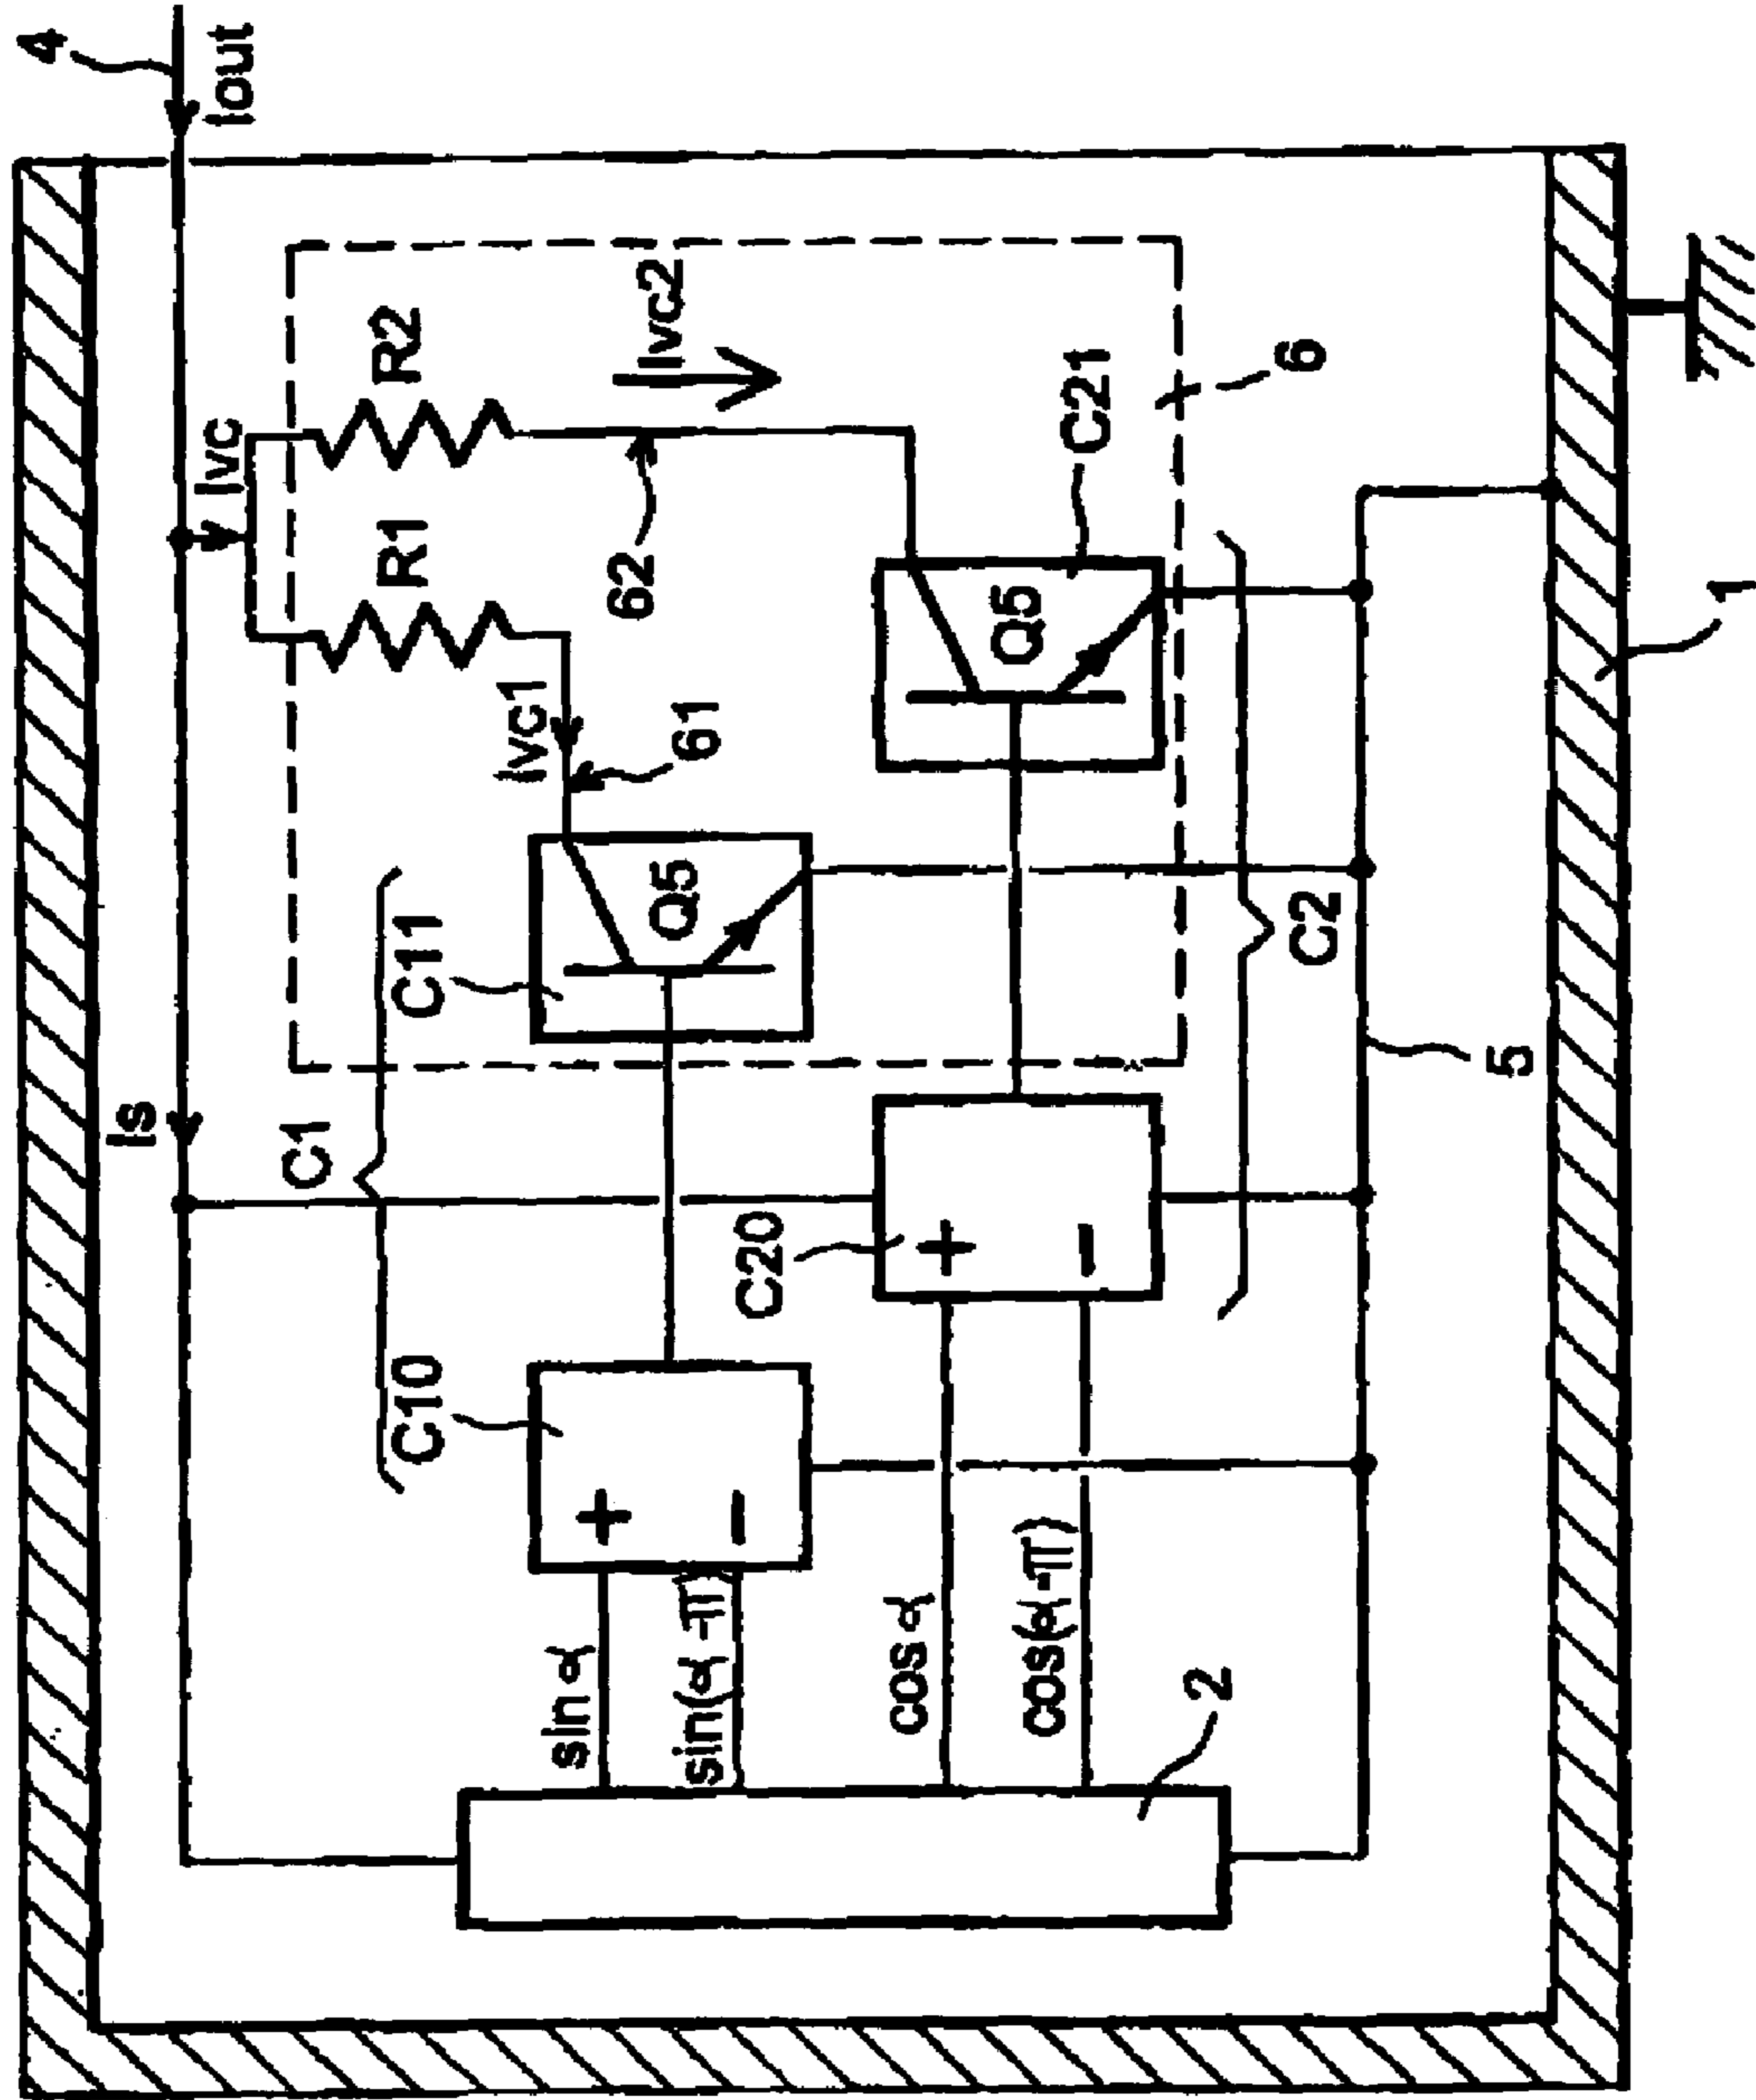 4
Iout
Ivc
R1
R2
Ivc1
61
62
Ivc2
Is
C1
C11
Q5
Q5
C21
6
C10
C20
+
-
+
-
C2
sin α
sin(α-π)
cos α
cos(α-π)
2
5
1